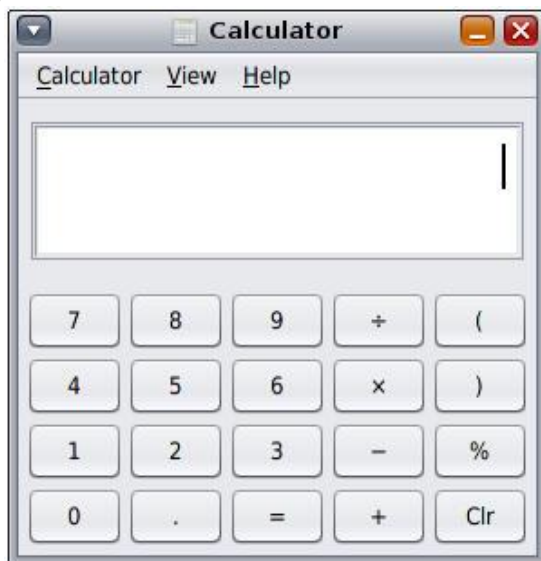 Calculator
Calculator View Help
7 8 9 ÷ (
4 5 6 × )
1 2 3 − %
0 . = + Clr